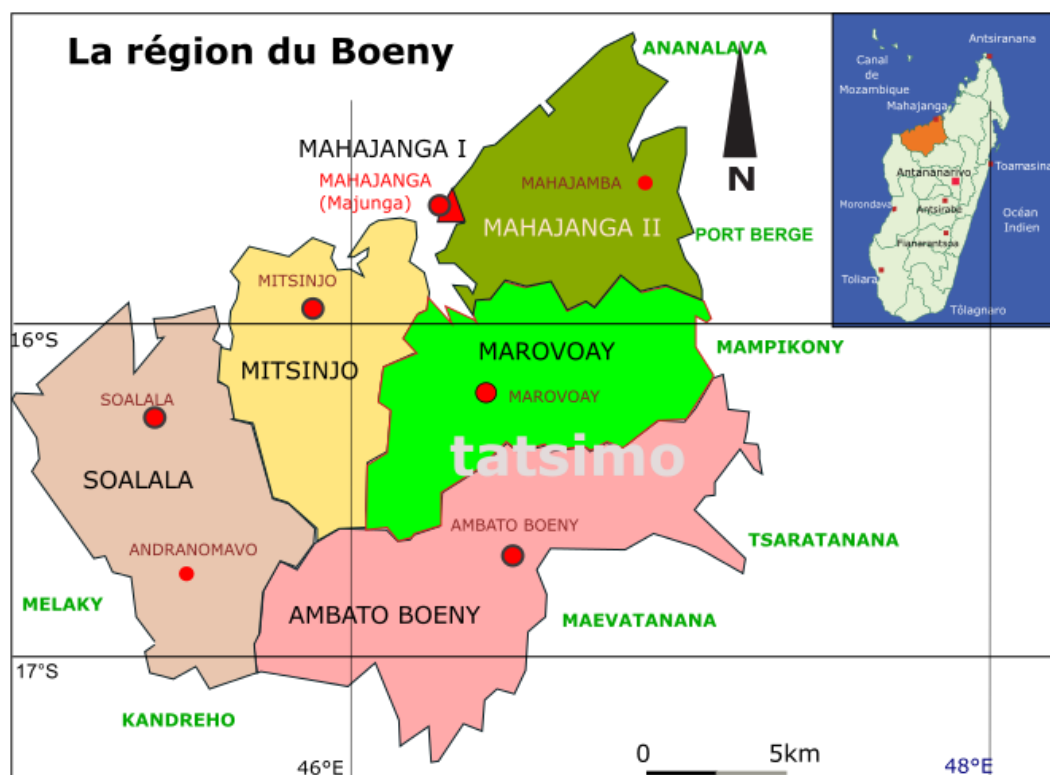 La région du Boeny
ANANALAVA
MAHAJANGA I
MAHAJANGA
(Majunga)
MAHAJAMBA
N
MAHAJANGA II
PORT BERGE
MITSINJO
16°S
MITSINJO
MAROVOAY
MAMPIKONY
SOALALA
MAROVOAY
tatsimo
SOALALA
AMBATO BOENY
ANDRANOMAVO
TSARATANANA
MELAKY
AMBATO BOENY
MAEVATANANA
17°S
KANDREHO
0
5km
46°E
48°E
Antsiranana
Canal
de
Mozambique
Mahajanga
Toamasina
Antananarivo
Morondava
Antsirabé
Océan
Indien
Fianarantsoa
Toliara
Tôlagnaro